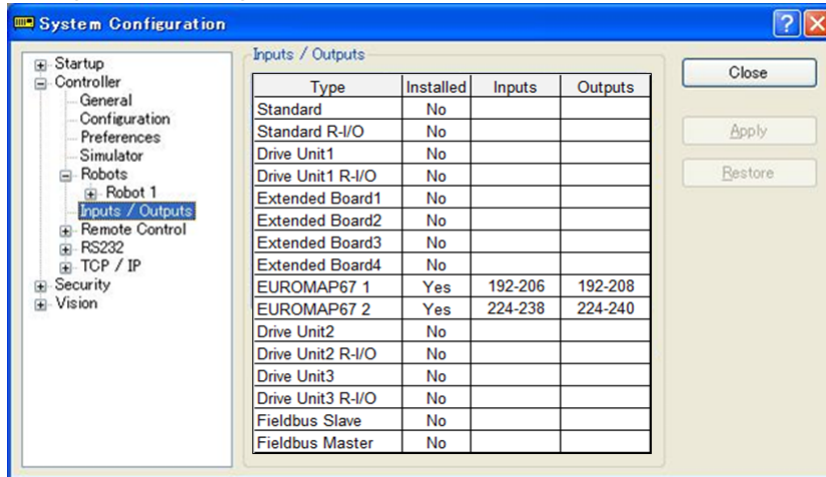 System Configuration
Startup
Controller
General
Configuration
Preferences
Simulator
Robots
Robot 1
Inputs / Outputs
Remote Control
RS232
TCP / IP
Security
Vision
Inputs / Outputs
Type Installed Inputs Outputs
Standard No
Standard R-I/O No
Drive Unit1 No
Drive Unit1 R-I/O No
Extended Board1 No
Extended Board2 No
Extended Board3 No
Extended Board4 No
EUROMAP67 1 Yes 192-206 192-208
EUROMAP67 2 Yes 224-238 224-240
Drive Unit2 No
Drive Unit2 R-I/O No
Drive Unit3 No
Drive Unit3 R-I/O No
Fieldbus Slave No
Fieldbus Master No
Close
Apply
Restore